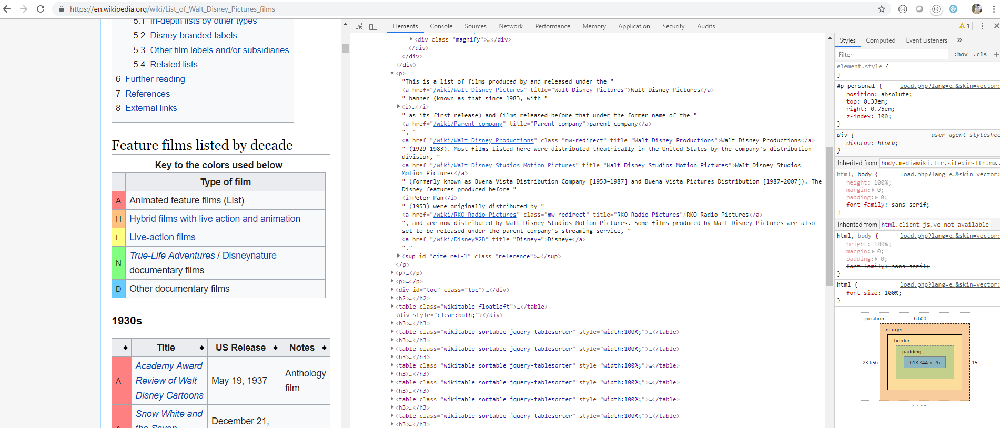 https://en.wikipedia.org/wiki/List_of_Walt_Disney_Pictures_films
5.1 In-depth lists by other types
5.2 Disney-branded labels
5.3 Other film labels and/or subsidiaries
5.4 Related lists
6 Further reading
7 References
8 External links
Feature films listed by decade
Key to the colors used below
Type of film
A Animated feature films (List)
H Hybrid films with live action and animation
L Live-action films
N True-Life Adventures / Disneynature
documentary films
D Other documentary films
1930s
Title US Release Notes
A Academy Award
Review of Walt
Disney Cartoons
May 19, 1937
Anthology
film
Snow White and
the Seven
December 21,
Elements Console Sources Network Performance Memory Application Security Audits 1
<div class="magnify">…</div>
</div>
</div>
</div>
<p>
"This is a list of films produced by and released under the "
<a href="/wiki/Walt_Disney_Pictures" title="Walt Disney Pictures">Walt Disney Pictures</a>
" banner (known as that since 1983, with "
<i>…</i>
" as its first release) and films released before that under the former name of the "
<a href="/wiki/Parent_company" title="Parent company">parent company</a>
", "
<a href="/wiki/Walt_Disney_Productions" class="mw-redirect" title="Walt Disney Productions">Walt Disney Productions</a>
" (1929–1983). Most films listed here were distributed theatrically in the United States by the company's distribution
division, "
<a href="/wiki/Walt_Disney_Studios_Motion_Pictures" title="Walt Disney Studios Motion Pictures">Walt Disney Studios
Motion Pictures</a>
" (formerly known as Buena Vista Distribution Company [1953–1987] and Buena Vista Pictures Distribution [1987–2007]). The
Disney features produced before "
<i>Peter Pan</i>
" (1953) were originally distributed by "
<a href="/wiki/RKO_Radio_Pictures" class="mw-redirect" title="RKO Radio Pictures">RKO Radio Pictures</a>
", and are now distributed by Walt Disney Studios Motion Pictures. Some films produced by Walt Disney Pictures are also
set to be released under the parent company's streaming service, "
<a href="/wiki/Disney%2B" title="Disney+">Disney+</a>
"."
<sup id="cite_ref-1" class="reference">…</sup>
</p>
<p>…</p>
<p>…</p>
<div id="toc" class="toc">…</div>
<h2>…</h2>
<table class="wikitable floatleft">…</table>
<div style="clear:both;"></div>
<h3>…</h3>
<table class="wikitable sortable jquery-tablesorter" style="width:100%;">…</table>
<h3>…</h3>
<table class="wikitable sortable jquery-tablesorter" style="width:100%;">…</table>
<h3>…</h3>
<table class="wikitable sortable jquery-tablesorter" style="width:100%;">…</table>
<h3>…</h3>
<table class="wikitable sortable jquery-tablesorter" style="width:100%;">…</table>
<h3>…</h3>
<table class="wikitable sortable jquery-tablesorter" style="width:100%;">…</table>
<h3>…</h3>
<table class="wikitable sortable jquery-tablesorter" style="width:100%;">…</table>
<h3>…</h3>
Styles Computed Event Listeners »
Filter :hov .cls +
element.style {
}
#p-personal { load.php?lang=e…&skin=vector:
position: absolute;
top: 0.33em;
right: 0.75em;
z-index: 100;
}
div { user agent styleshee
display: block;
}
Inherited from body.mediawiki.ltr.sitedir-ltr.mw…
html, body { load.php?lang=e…&skin=vector:
height: 100%;
margin: 0;
padding: 0;
font-family: sans-serif;
}
Inherited from html.client-js.ve-not-available
html, body { load.php?lang=e…&skin=vector:
height: 100%;
margin: 0;
padding: 0;
font-family: sans-serif;
}
html { load.php?lang=e…&skin=vector:
font-size: 100%;
}
position 6.600
margin –
border –
padding –
23.656 – – – 618.344 × 26 – – – 15
–
–
–